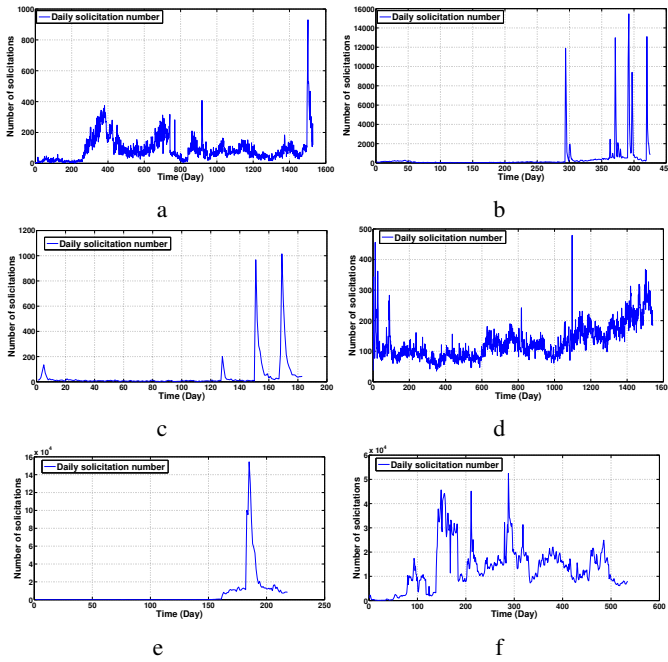 Daily solicitation number
Number of solicitations
1000
800
600
400
200
0
0 200 400 600 800 1000 1200 1400 1600
Time (Day)
a
Daily solicitation number
Number of solicitations
16000
14000
12000
10000
8000
6000
4000
2000
0
0 50 100 150 200 250 300 350 400 45
Time (Day)
b
Daily solicitation number
Number of solicitations
1200
1000
800
600
400
200
0
0 20 40 60 80 100 120 140 160 180 200
Time (Day)
c
Daily solicitation number
Number of solicitations
500
400
300
200
100
0
0 200 400 600 800 1000 1200 1400 160
Time (Day)
d
x 10⁴
Daily solicitation number
Number of solicitations
16
14
12
10
8
6
4
2
0
0 50 100 150 200 250
Time (Day)
e
x 10⁴
Daily solicitation number
Number of solicitations
6
5
4
3
2
1
0
0 100 200 300 400 500 600
Time (Day)
f